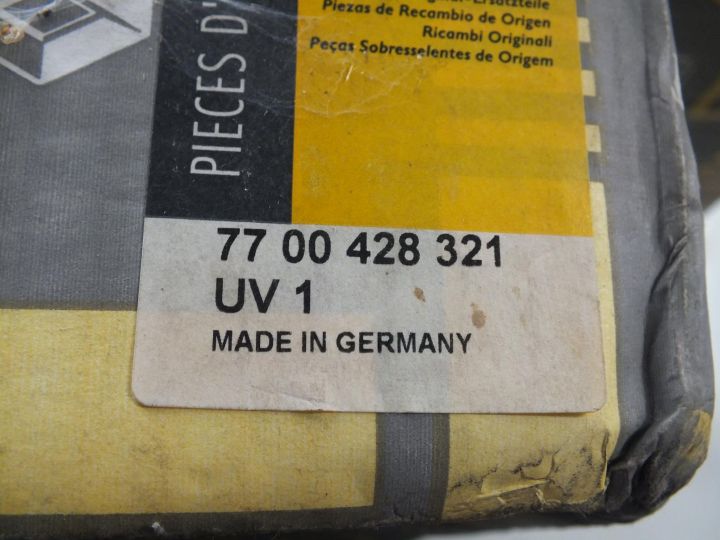 PIECES D'
Piezas de Recambio de Origen
Ricambi Originali
Peças Sobresselentes de Origem
77 00 428 321
UV 1
MADE IN GERMANY